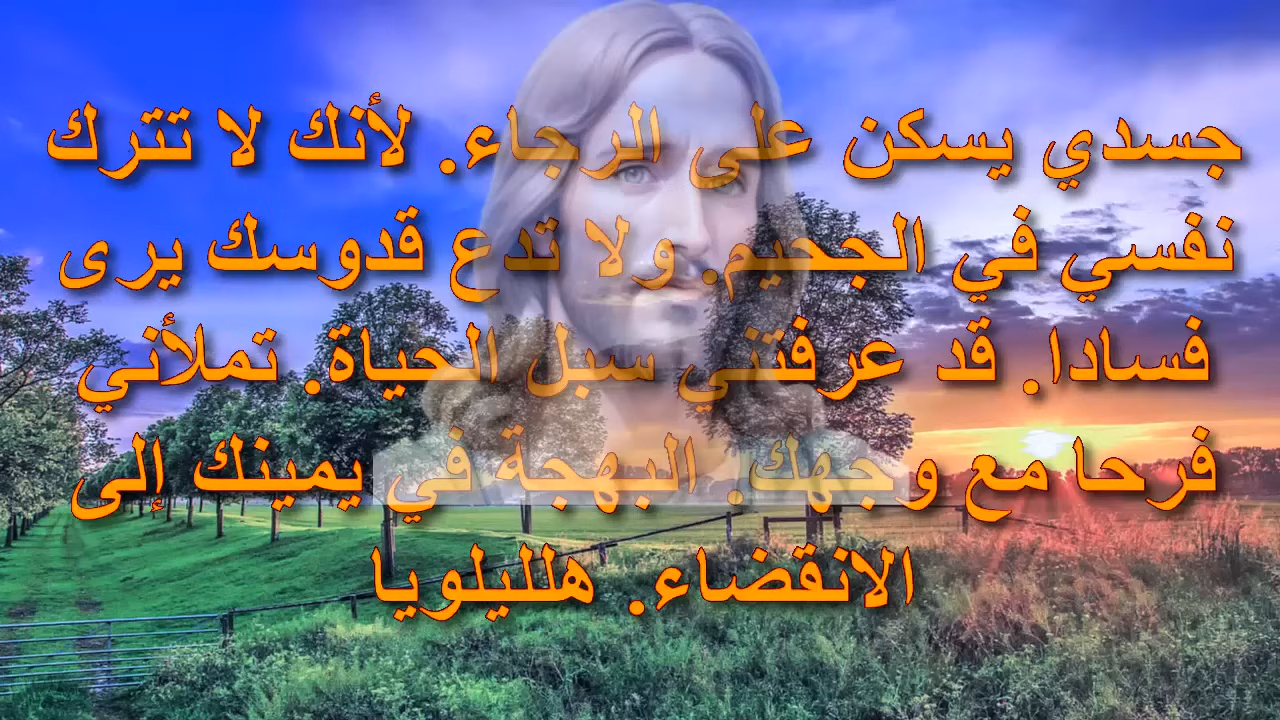 جسدي يسكن على الرجاء. لأنك لا تترك
نفسي في الجحيم. ولا تدع قدوسك يرى
فسادا. قد عرفتني سبل الحياة. تملأني
فرحا مع وجهك. البهجة في يمينك إلى
الانقضاء. هلليلويا